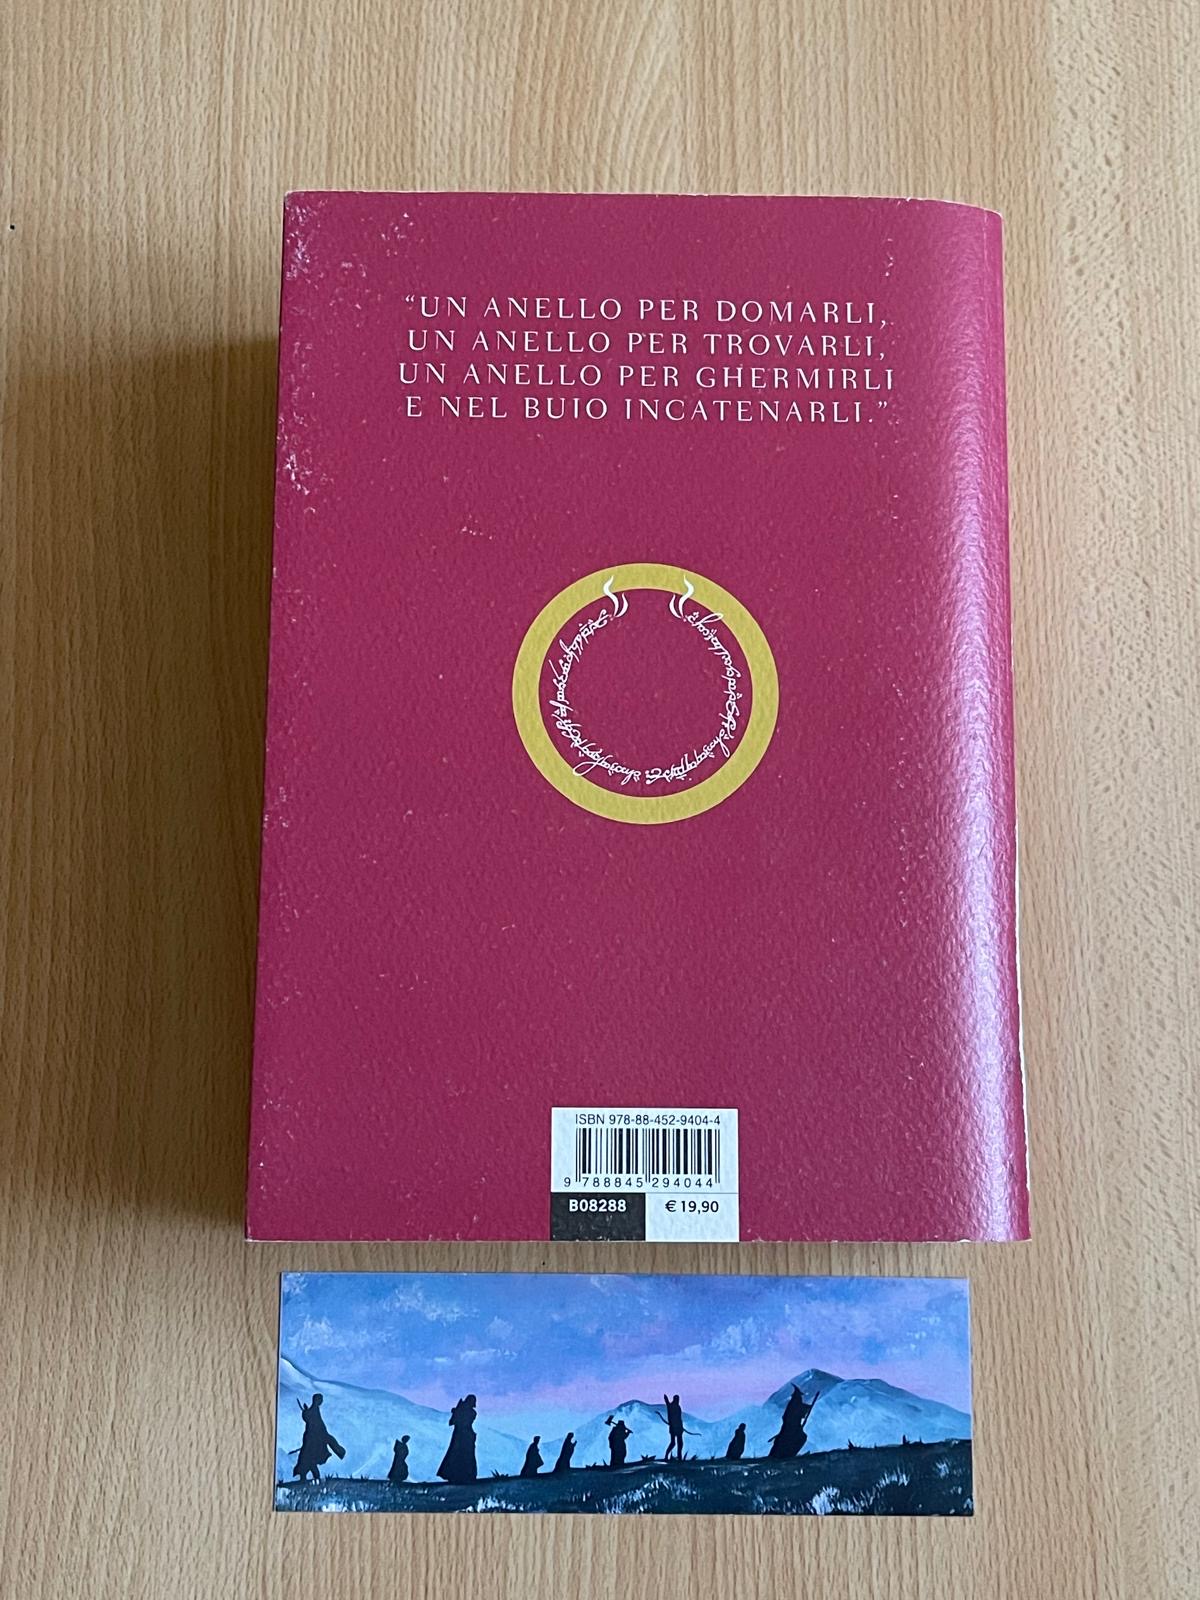 “UN ANELLO PER DOMARLI,
UN ANELLO PER TROVARLI,
UN ANELLO PER GHERMIRLI
E NEL BUIO INCATENARLI.”
ISBN 978-88-452-9404-4
9 788845 294044
B08288
€ 19,90